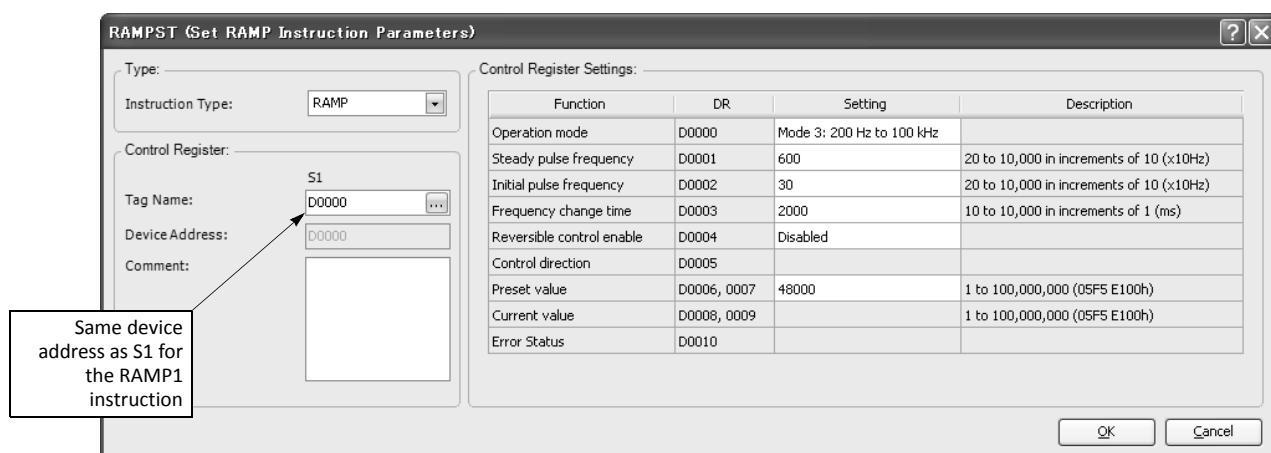 RAMPST (Set RAMP Instruction Parameters)
Type:
Instruction Type: RAMP
Control Register:
S1
Tag Name: D0000 ...
Device Address: D0000
Comment:
Same device
address as S1 for
the RAMP1
instruction
Control Register Settings:
Function DR Setting Description
Operation mode D0000 Mode 3: 200 Hz to 100 kHz
Steady pulse frequency D0001 600 20 to 10,000 in increments of 10 (x10Hz)
Initial pulse frequency D0002 30 20 to 10,000 in increments of 10 (x10Hz)
Frequency change time D0003 2000 10 to 10,000 in increments of 1 (ms)
Reversible control enable D0004 Disabled
Control direction D0005
Preset value D0006, 0007 48000 1 to 100,000,000 (05F5 E100h)
Current value D0008, 0009 1 to 100,000,000 (05F5 E100h)
Error Status D0010
OK Cancel